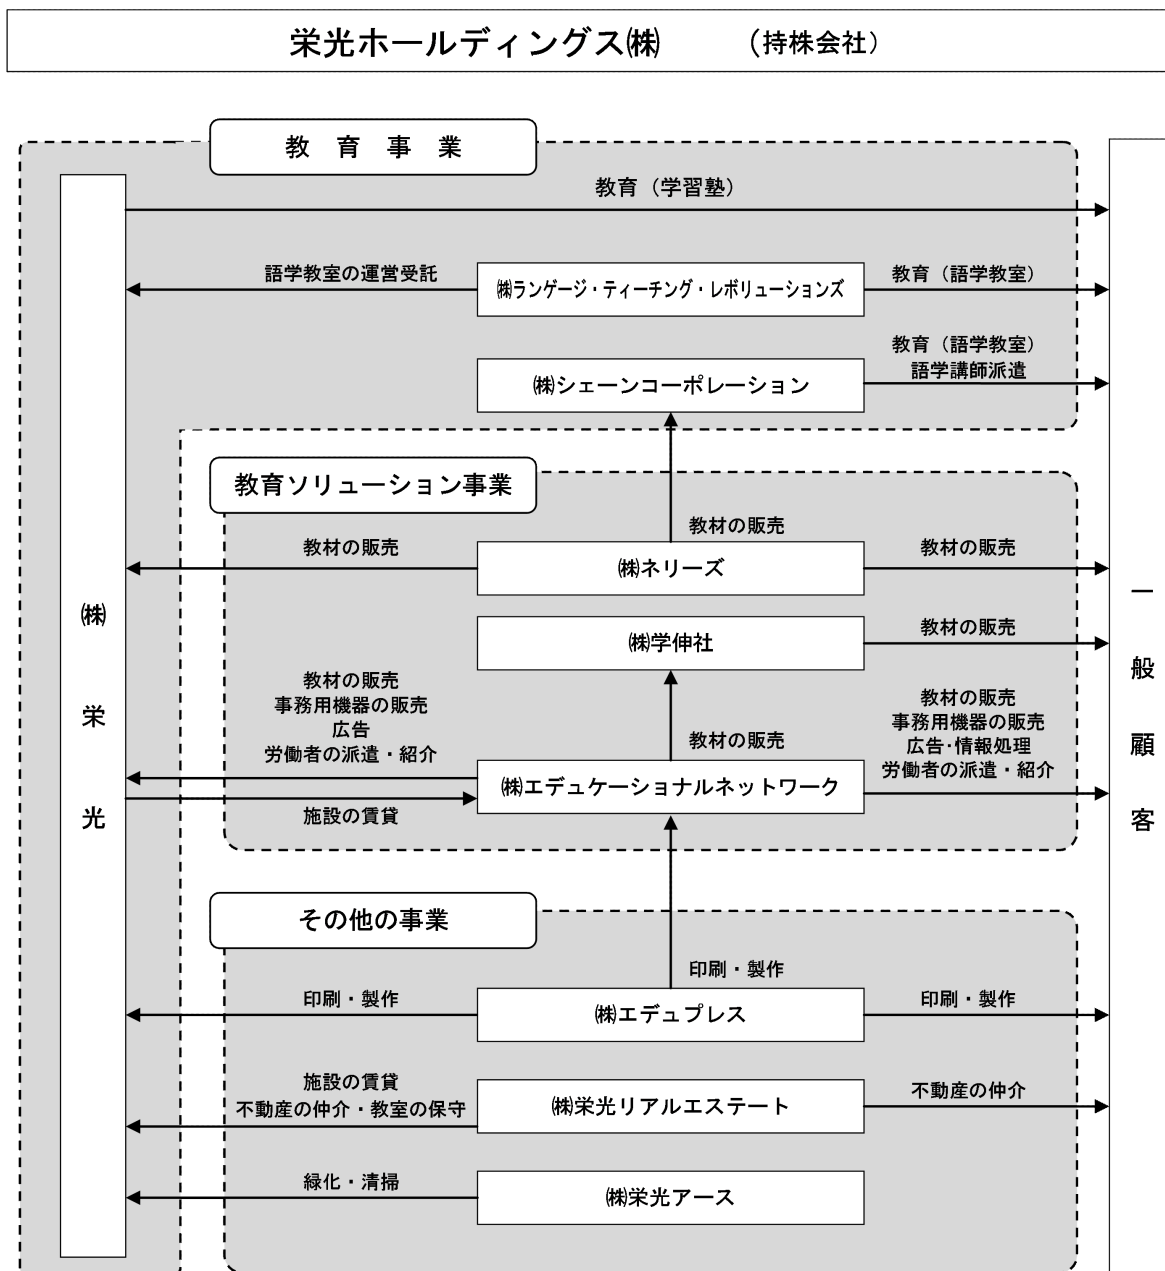 栄光ホールディングス㈱　（持株会社）
教育事業
教育（学習塾）
語学教室の運営受託
㈱ランゲージ・ティーチング・レボリューションズ
教育（語学教室）
㈱シェーンコーポレーション
教育（語学教室）
語学講師派遣
教育ソリューション事業
教材の販売
教材の販売
㈱ネリーズ
教材の販売
㈱学伸社
教材の販売
教材の販売
事務用機器の販売
広告
労働者の派遣・紹介
教材の販売
㈱エデュケーショナルネットワーク
教材の販売
事務用機器の販売
広告・情報処理
労働者の派遣・紹介
施設の賃貸
その他の事業
印刷・製作
印刷・製作
㈱エデュプレス
印刷・製作
施設の賃貸
不動産の仲介・教室の保守
㈱栄光リアルエステート
不動産の仲介
緑化・清掃
㈱栄光アース
㈱栄光
一般顧客